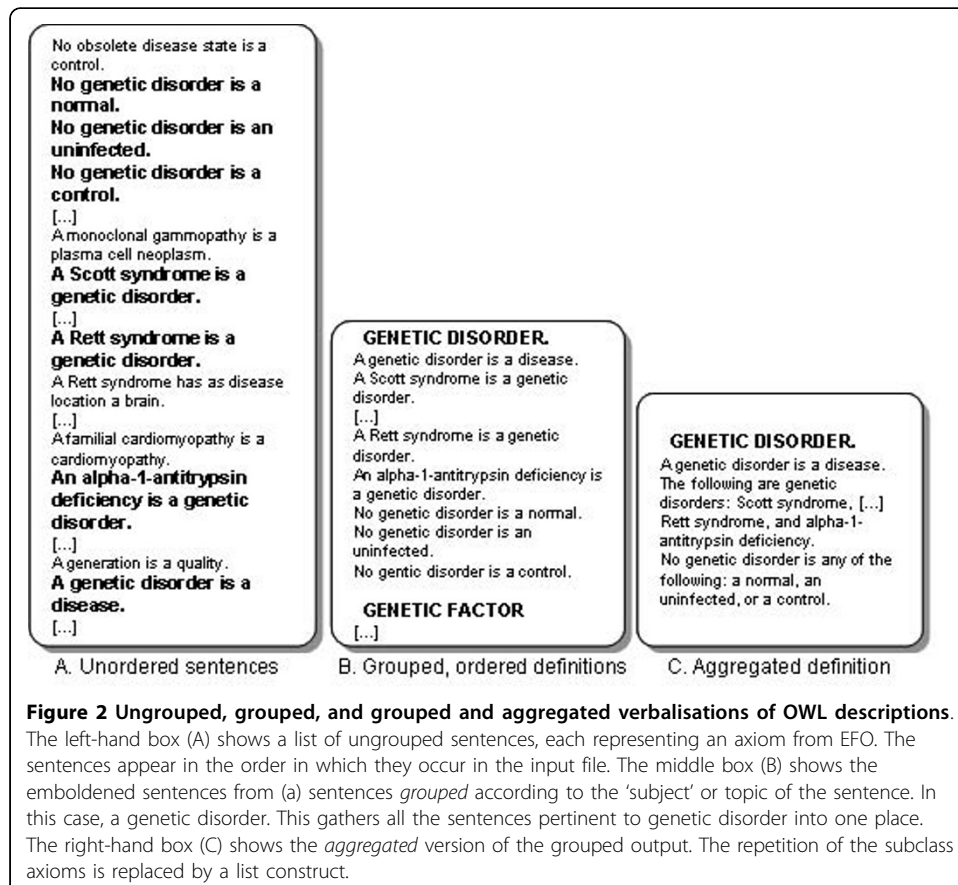 No obsolete disease state is a
control.
No genetic disorder is a
normal.
No genetic disorder is an
uninfected.
No genetic disorder is a
control.
[...]
A monoclonal gammopathy is a
plasma cell neoplasm.
A Scott syndrome is a
genetic disorder.
[...]
A Rett syndrome is a
genetic disorder.
A Rett syndrome has as disease
location a brain.
[...]
A familial cardiomyopathy is a
cardiomyopathy.
An alpha-1-antitrypsin
deficiency is a genetic
disorder.
[...]
A generation is a quality.
A genetic disorder is a
disease.
[...]
A. Unordered sentences
GENETIC DISORDER.
A genetic disorder is a disease.
A Scott syndrome is a genetic
disorder.
[...]
A Rett syndrome is a genetic
disorder.
An alpha-1-antitrypsin deficiency is
a genetic disorder.
No genetic disorder is a normal.
No genetic disorder is an
uninfected.
No gentic disorder is a control.
GENETIC FACTOR
[...]
B. Grouped, ordered definitions
GENETIC DISORDER.
A genetic disorder is a disease.
The following are genetic
disorders: Scott syndrome, [...]
Rett syndrome, and alpha-1-
antitrypsin deficiency.
No genetic disorder is any of the
following: a normal, an
uninfected, or a control.
C. Aggregated definition
Figure 2 Ungrouped, grouped, and grouped and aggregated verbalisations of OWL descriptions.
The left-hand box (A) shows a list of ungrouped sentences, each representing an axiom from EFO. The
sentences appear in the order in which they occur in the input file. The middle box (B) shows the
emboldened sentences from (a) sentences grouped according to the ‘subject’ or topic of the sentence. In
this case, a genetic disorder. This gathers all the sentences pertinent to genetic disorder into one place.
The right-hand box (C) shows the aggregated version of the grouped output. The repetition of the subclass
axioms is replaced by a list construct.